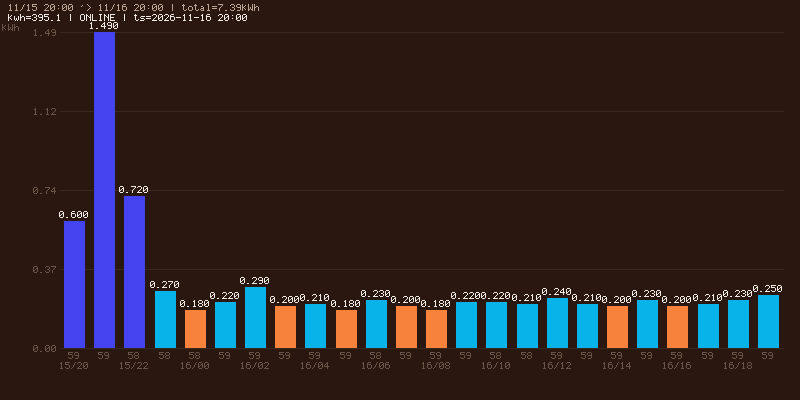 11/15 20:00 -> 11/16 20:00 | total=7.39kWh
Kwh=395.1 | ONLINE | ts=2026-11-16 20:00
kWh
1.490
1.49
1.12
0.74
0.720
0.600
0.37
0.270 0.180 0.220 0.290 0.200 0.210 0.180 0.230 0.200 0.180 0.220 0.220 0.210 0.240 0.210 0.200 0.230 0.200 0.210 0.230 0.250
0.00
59 59 58 58 58 59 59 59 59 59 58 59 59 59 58 58 59 59 59 58 59 59 59 59
15/20 15/22 16/00 16/02 16/04 16/06 16/08 16/10 16/12 16/14 16/16 16/18